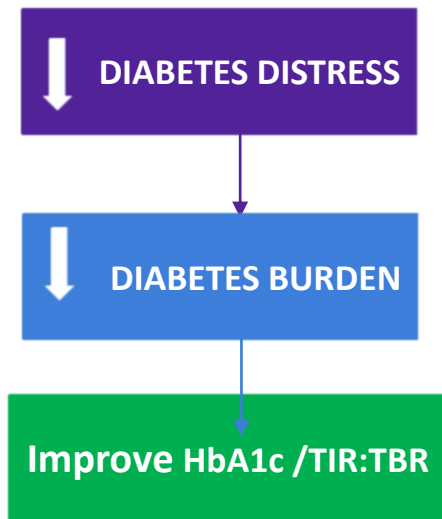 DIABETES DISTRESS
DIABETES BURDEN
Improve HbA1c /TIR:TBR